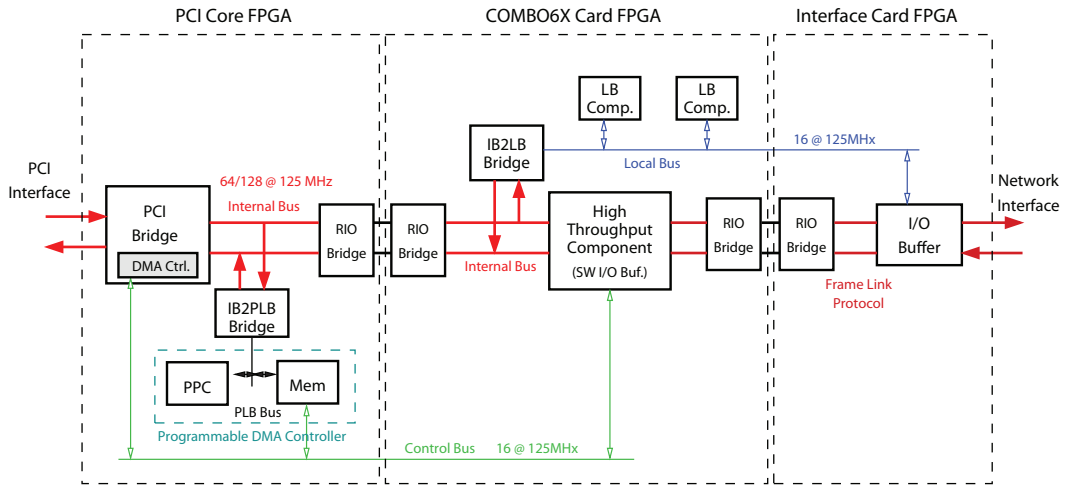 PCI Core FPGA
COMBO6X Card FPGA
Interface Card FPGA
LB
Comp.
LB
Comp.
IB2LB
Bridge
16 @ 125MHx
Local Bus
PCI
Interface
64/128 @ 125 MHz
Internal Bus
Network
Interface
PCI
Bridge
DMA Ctrl.
RIO
Bridge
RIO
Bridge
High
Throughput
Component
(SW I/O Buf.)
RIO
Bridge
RIO
Bridge
I/O
Buffer
Internal Bus
Frame Link
Protocol
IB2PLB
Bridge
PPC
Mem
PLB Bus
Programmable DMA Controller
Control Bus 16 @ 125MHx